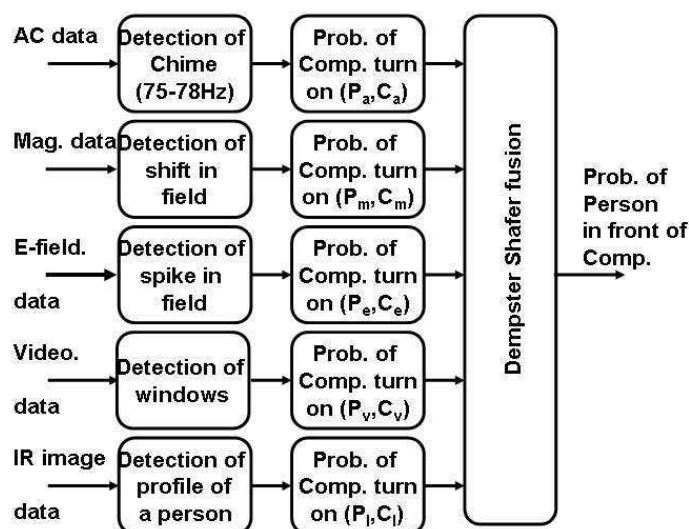 AC data
Detection of
Chime
(75-78Hz)
Prob. of
Comp. turn
on (Pa,Ca)
Mag. data
Detection of
shift in
field
Prob. of
Comp. turn
on (Pm,Cm)
E-field.
data
Detection of
spike in
field
Prob. of
Comp. turn
on (Pe,Ce)
Video.
data
Detection of
windows
Prob. of
Comp. turn
on (Pv,Cv)
IR image
data
Detection of
profile of
a person
Prob. of
Comp. turn
on (PI,CI)
Dempster Shafer fusion
Prob. of
Person
in front of
Comp.